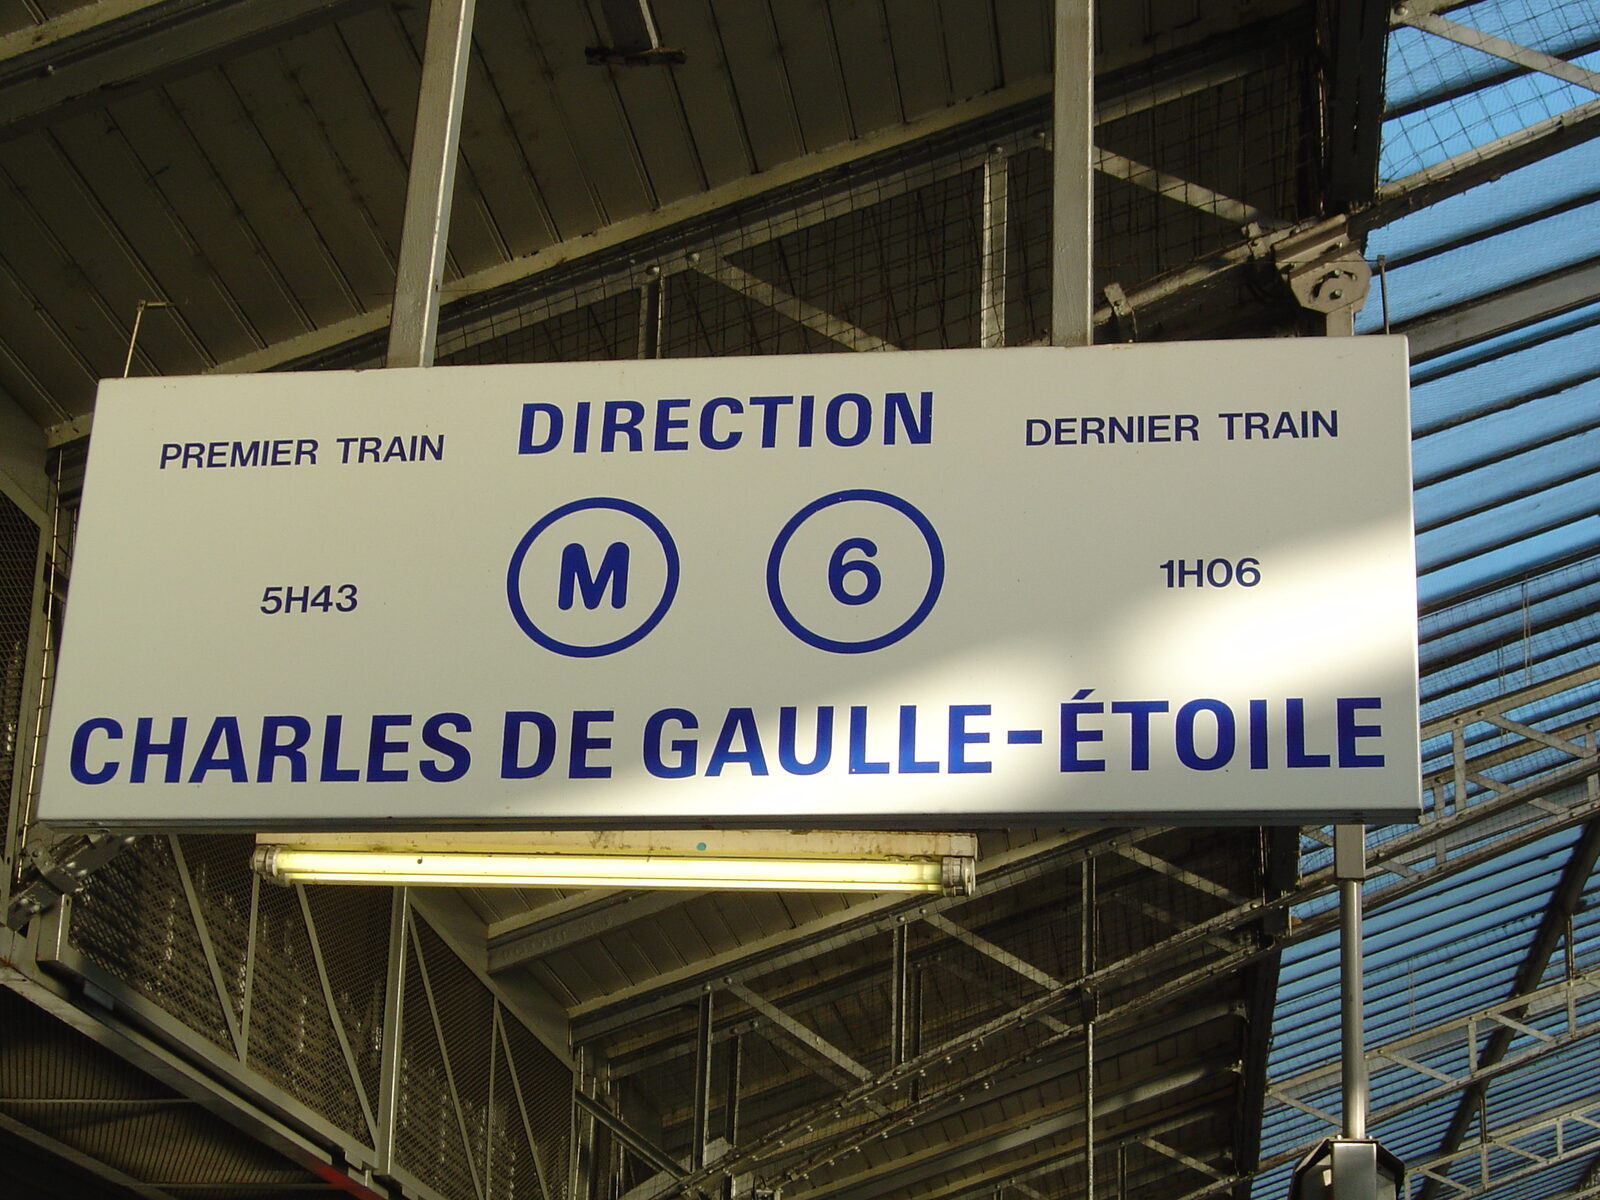 DIRECTION
PREMIER TRAIN
DERNIER TRAIN
M 6
5H43
1H06
CHARLES DE GAULLE-ÉTOILE